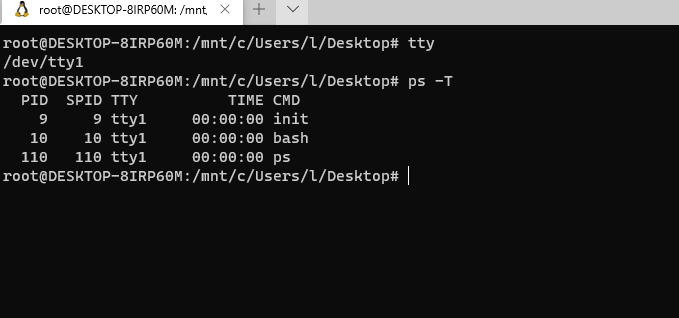 root@DESKTOP-8IRP60M: /mnt,
root@DESKTOP-8IRP60M:/mnt/c/Users/l/Desktop# tty
/dev/tty1
root@DESKTOP-8IRP60M:/mnt/c/Users/l/Desktop# ps -T
  PID  SPID TTY          TIME CMD
    9     9 tty1     00:00:00 init
   10    10 tty1     00:00:00 bash
  110   110 tty1     00:00:00 ps
root@DESKTOP-8IRP60M:/mnt/c/Users/l/Desktop#